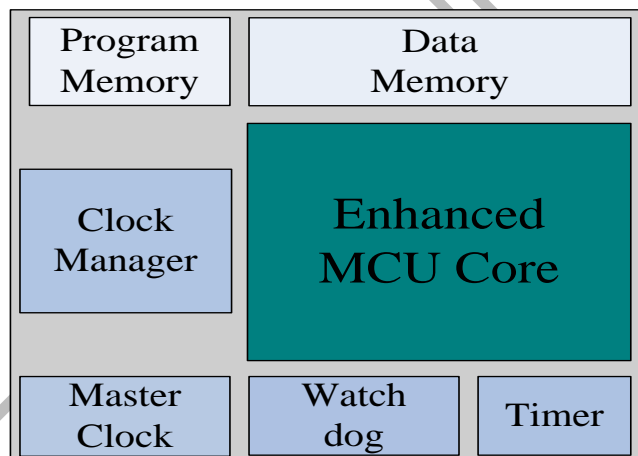 Program
Memory
Data
Memory
Clock
Manager
Enhanced
MCU Core
Master
Clock
Watch
dog
Timer